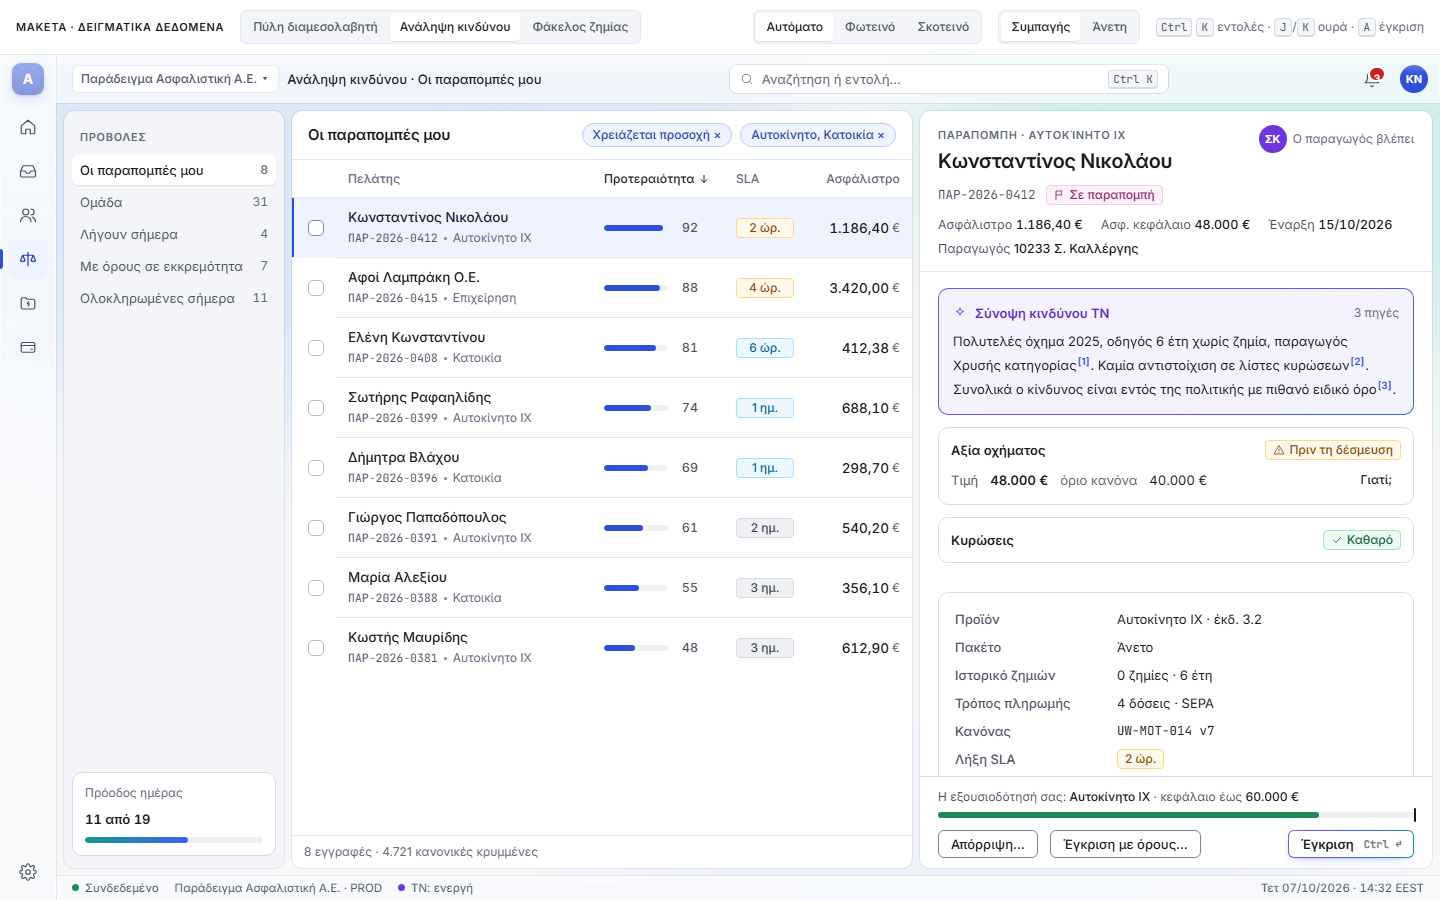 ΜΑΚΕΤΑ · ΔΕΙΓΜΑΤΙΚΑ ΔΕΔΟΜΕΝΑ
Πύλη διαμεσολαβητή
Ανάληψη κινδύνου
Φάκελος ζημίας
Αυτόματο
Φωτεινό
Σκοτεινό
Συμπαγής
Άνετη
Ctrl K εντολές · J/K ουρά · A έγκριση
A
Παράδειγμα Ασφαλιστική Α.Ε.
Ανάληψη κινδύνου · Οι παραπομπές μου
Αναζήτηση ή εντολή…
Ctrl K
3
KN
ΠΡΟΒΟΛΕΣ
Οι παραπομπές μου 8
Ομάδα 31
Λήγουν σήμερα 4
Με όρους σε εκκρεμότητα 7
Ολοκληρωμένες σήμερα 11
Πρόοδος ημέρας
11 από 19
Οι παραπομπές μου
Χρειάζεται προσοχή ×
Αυτοκίνητο, Κατοικία ×
Πελάτης Προτεραιότητα ↓ SLA Ασφάλιστρο
Κωνσταντίνος Νικολάου
ΠΑΡ-2026-0412 • Αυτοκίνητο ΙΧ
92 2 ώρ. 1.186,40 €
Αφοί Λαμπράκη Ο.Ε.
ΠΑΡ-2026-0415 • Επιχείρηση
88 4 ώρ. 3.420,00 €
Ελένη Κωνσταντίνου
ΠΑΡ-2026-0408 • Κατοικία
81 6 ώρ. 412,38 €
Σωτήρης Ραφαηλίδης
ΠΑΡ-2026-0399 • Αυτοκίνητο ΙΧ
74 1 ημ. 688,10 €
Δήμητρα Βλάχου
ΠΑΡ-2026-0396 • Κατοικία
69 1 ημ. 298,70 €
Γιώργος Παπαδόπουλος
ΠΑΡ-2026-0391 • Αυτοκίνητο ΙΧ
61 2 ημ. 540,20 €
Μαρία Αλεξίου
ΠΑΡ-2026-0388 • Κατοικία
55 3 ημ. 356,10 €
Κωστής Μαυρίδης
ΠΑΡ-2026-0381 • Αυτοκίνητο ΙΧ
48 3 ημ. 612,90 €
8 εγγραφές · 4.721 κανονικές κρυμμένες
ΠΑΡΑΠΟΜΠΗ · ΑΥΤΟΚΊΝΗΤΟ ΙΧ
Κωνσταντίνος Νικολάου
ΣΚ Ο παραγωγός βλέπει
ΠΑΡ-2026-0412 Σε παραπομπή
Ασφάλιστρο 1.186,40 € Ασφ. κεφάλαιο 48.000 € Έναρξη 15/10/2026
Παραγωγός 10233 Σ. Καλλέργης
Σύνοψη κινδύνου ΤΝ 3 πηγές
Πολυτελές όχημα 2025, οδηγός 6 έτη χωρίς ζημία, παραγωγός
Χρυσής κατηγορίας[1]. Καμία αντιστοίχιση σε λίστες κυρώσεων[2].
Συνολικά ο κίνδυνος είναι εντός της πολιτικής με πιθανό ειδικό όρο[3].
Αξία οχήματος Πριν τη δέσμευση
Τιμή 48.000 € όριο κανόνα 40.000 € Γιατί;
Κυρώσεις Καθαρό
Προϊόν Αυτοκίνητο ΙΧ · έκδ. 3.2
Πακέτο Άνετο
Ιστορικό ζημιών 0 ζημίες · 6 έτη
Τρόπος πληρωμής 4 δόσεις · SEPA
Κανόνας UW-MOT-014 v7
Λήξη SLA 2 ώρ.
Η εξουσιοδότησή σας: Αυτοκίνητο ΙΧ · κεφάλαιο έως 60.000 €
Απόρριψη…
Έγκριση με όρους…
Έγκριση Ctrl ⏎
Συνδεδεμένο
Παράδειγμα Ασφαλιστική Α.Ε. · PROD
ΤΝ: ενεργή
Τετ 07/10/2026 · 14:32 EEST